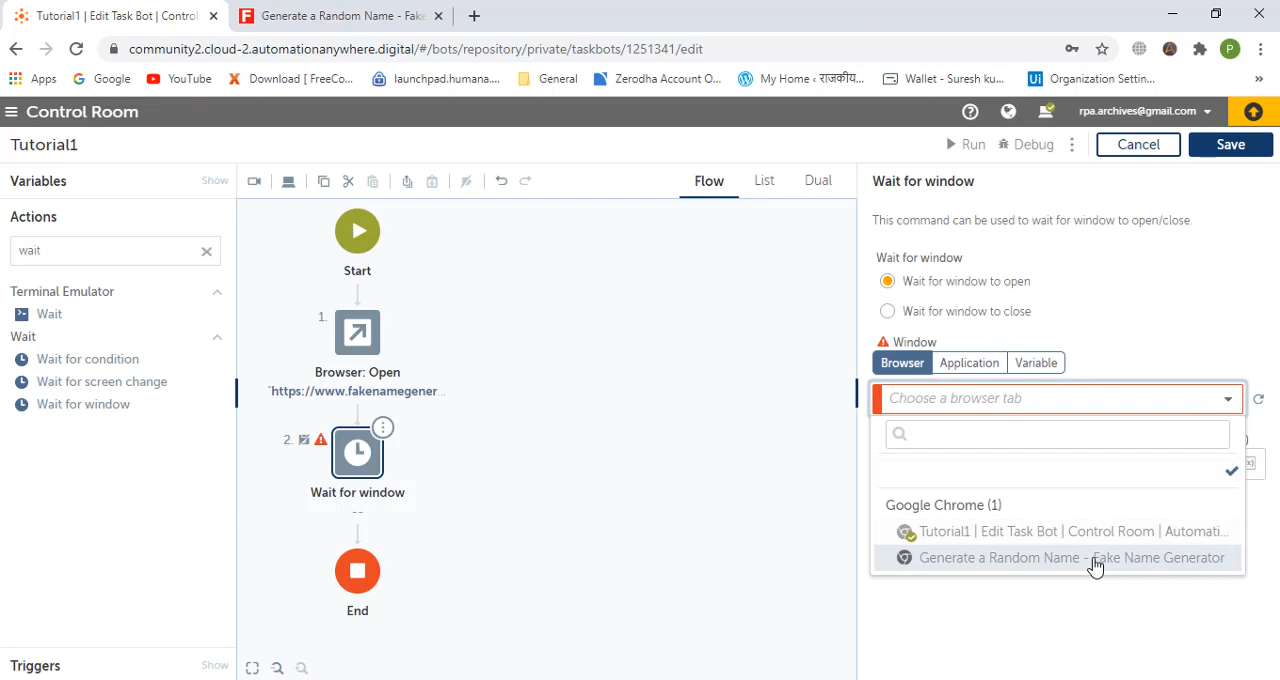 Tutorial1 | Edit Task Bot | Control
Generate a Random Name - Fake
community2.cloud-2.automationanywhere.digital/#/bots/repository/private/taskbots/1251341/edit
P
Apps
Google
YouTube
Download [ FreeCo...
launchpad.humana....
General
Zerodha Account O...
My Home ‹ राजकीय...
Wallet - Suresh ku...
Organization Settin...
»
Control Room
rpa.archives@gmail.com
Tutorial1
Run
Debug
Cancel
Save
Variables
Show
Flow
List
Dual
Wait for window
This command can be used to wait for window to open/close.
Actions
wait
Terminal Emulator
Wait
Wait
Wait for condition
Wait for screen change
Wait for window
Start
1.
Browser: Open
"https://www.fakenamegener...
2.
Wait for window
--
End
Wait for window
Wait for window to open
Wait for window to close
Window
Browser
Application
Variable
Choose a browser tab
Google Chrome (1)
Tutorial1 | Edit Task Bot | Control Room | Automati...
Generate a Random Name - Fake Name Generator
Triggers
Show